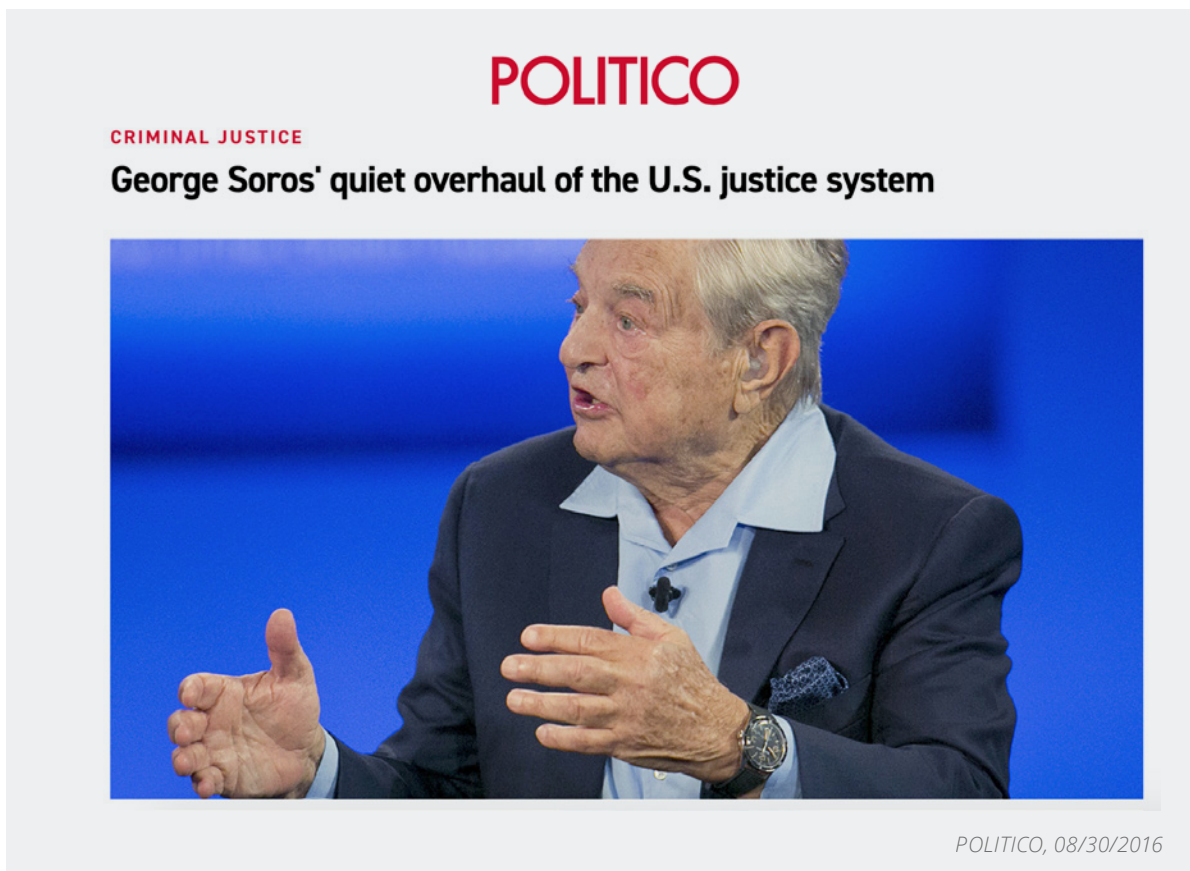 POLITICO
CRIMINAL JUSTICE
George Soros' quiet overhaul of the U.S. justice system
POLITICO, 08/30/2016